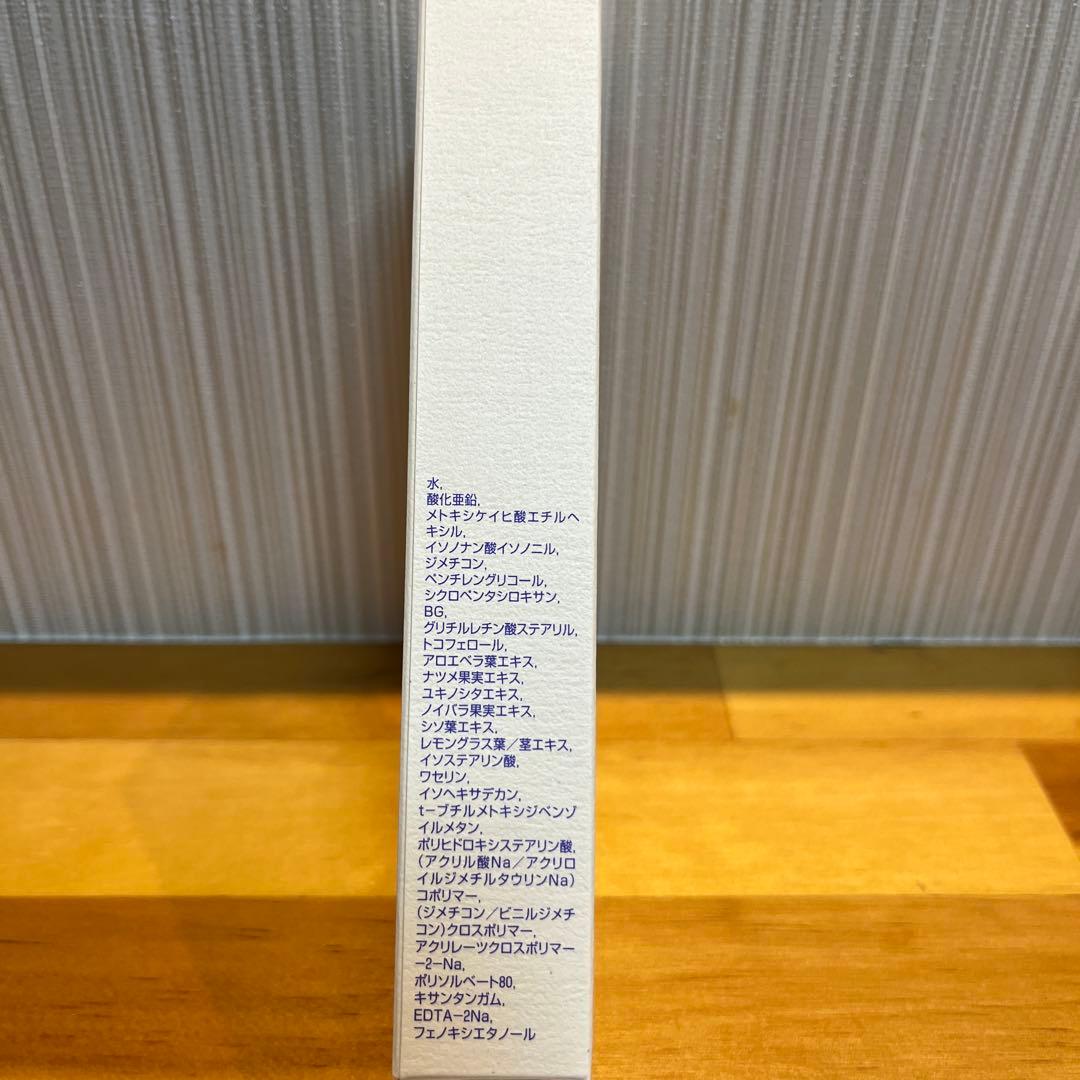 水,
酸化亜鉛,
メトキシケイヒ酸エチルヘ
キシル,
イソノナン酸イソノニル,
ジメチコン,
ペンチレングリコール,
シクロペンタシロキサン,
BG,
グリチルレチン酸ステアリル,
トコフェロール,
アロエベラ葉エキス,
ナツメ果実エキス,
ユキノシタエキス,
ノイバラ果実エキス,
シソ葉エキス,
レモングラス葉/茎エキス,
イソステアリン酸,
ワセリン,
イソヘキサデカン,
t-ブチルメトキシジベンゾ
イルメタン,
ポリヒドロキシステアリン酸,
(アクリル酸Na/アクリロ
イルジメチルタウリンNa)
コポリマー,
(ジメチコン/ビニルジメチ
コン)クロスポリマー,
アクリレーツクロスポリマー
-2-Na,
ポリソルベート80,
キサンタンガム,
EDTA-2Na,
フェノキシエタノール